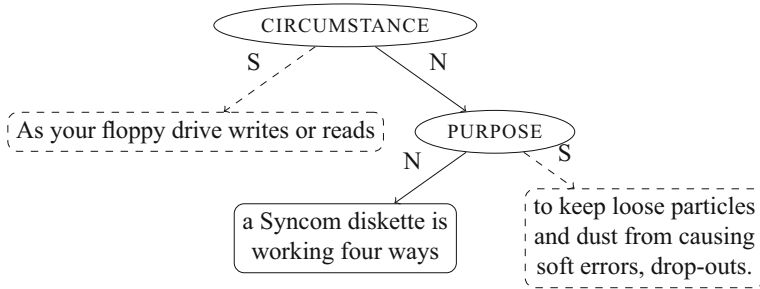 CIRCUMSTANCE
S
N
As your floppy drive writes or reads
PURPOSE
N
S
a Syncom diskette is
working four ways
to keep loose particles
and dust from causing
soft errors, drop-outs.